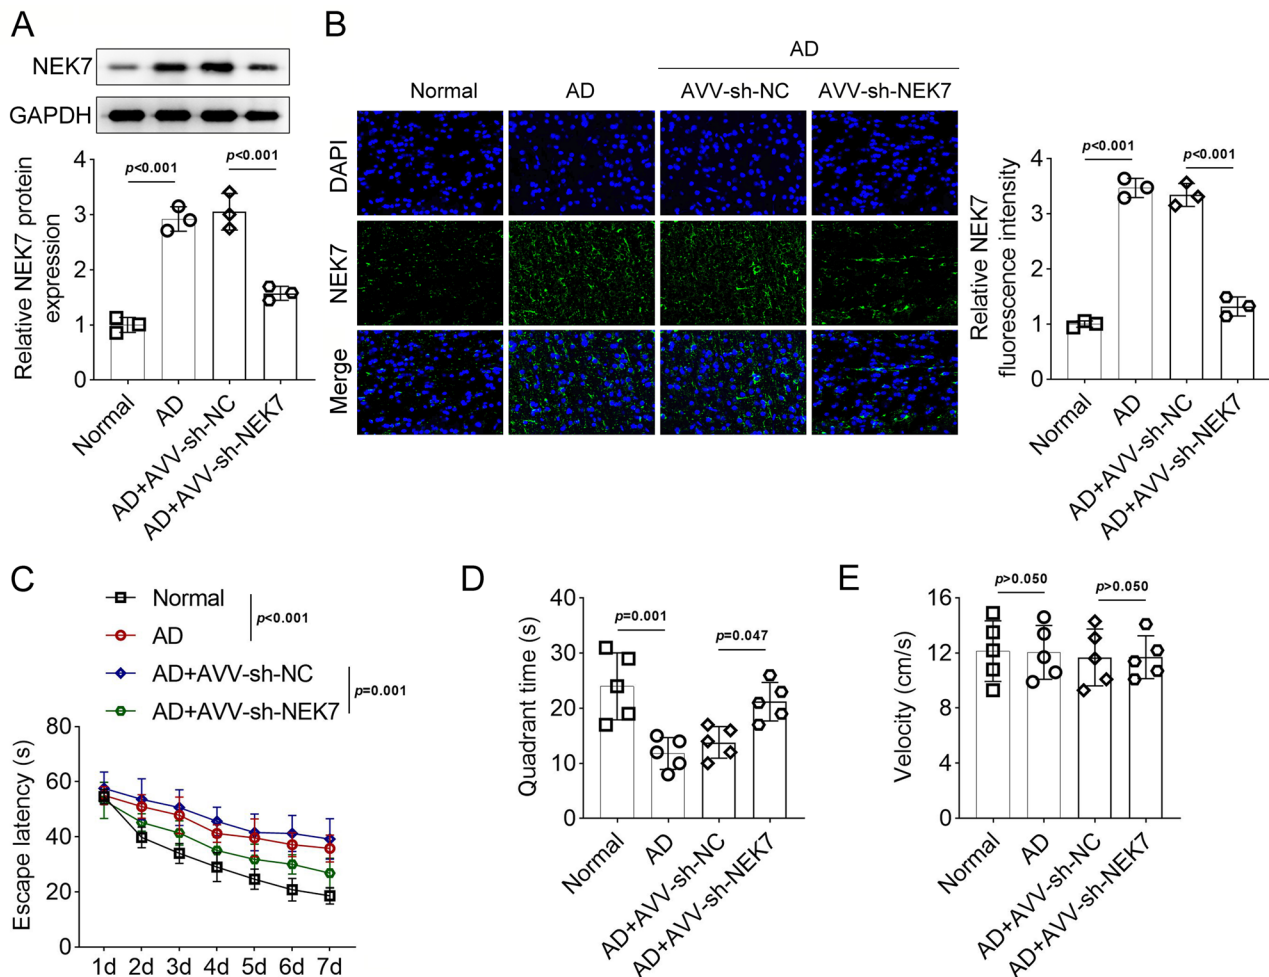 A
NEK7
GAPDH
Relative NEK7 protein
expression
4
3
2
1
0
p<0.001
p<0.001
Normal
AD
AD+AVV-sh-NC
AD+AVV-sh-NEK7
B
AD
Normal
AD
AVV-sh-NC
AVV-sh-NEK7
DAPI
NEK7
Merge
Relative NEK7
fluorescence intensity
4
3
2
1
0
p<0.001
p<0.001
Normal
AD
AD+AVV-sh-NC
AD+AVV-sh-NEK7
C
Normal
AD
AD+AVV-sh-NC
AD+AVV-sh-NEK7
p<0.001
p=0.001
Escape latency (s)
80
60
40
20
0
1d 2d 3d 4d 5d 6d 7d
D
Quadrant time (s)
40
30
20
10
0
p=0.001
p=0.047
Normal
AD
AD+AVV-sh-NC
AD+AVV-sh-NEK7
E
Velocity (cm/s)
16
12
8
4
0
p>0.050
p>0.050
Normal
AD
AD+AVV-sh-NC
AD+AVV-sh-NEK7